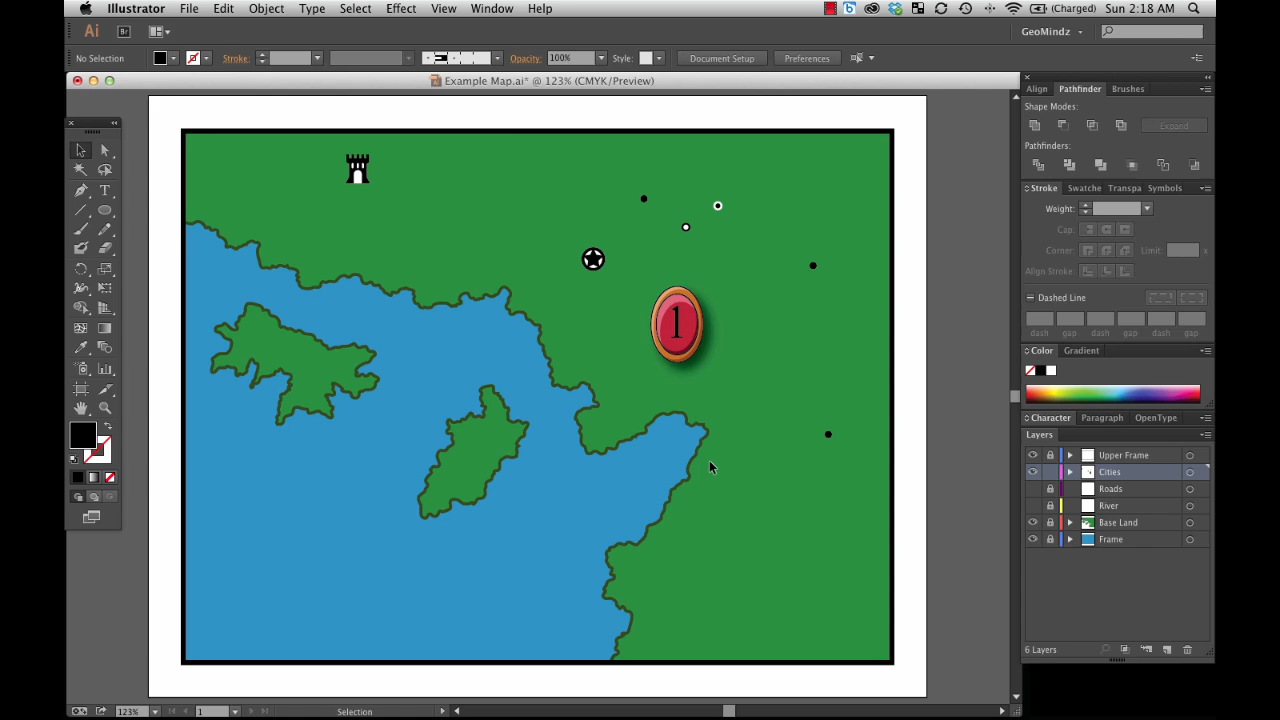 Illustrator File Edit Object Type Select Effect View Window Help (Charged) Sun 2:18 AM
Ai Br GeoMindz
No Selection Stroke: Opacity: 100% Style: Document Setup Preferences
Example Map.ai* @ 123% (CMYK/Preview)
Align Pathfinder Brushes
Shape Modes:
Expand
Pathfinders:
Stroke Swatche Transpa Symbols
Weight:
Cap:
Corner: Limit: x
Align Stroke:
Dashed Line
dash gap dash gap dash gap
Color Gradient
Character Paragraph OpenType
Layers
Upper Frame
Cities
Roads
River
Base Land
Frame
6 Layers
1
123% 1 Selection